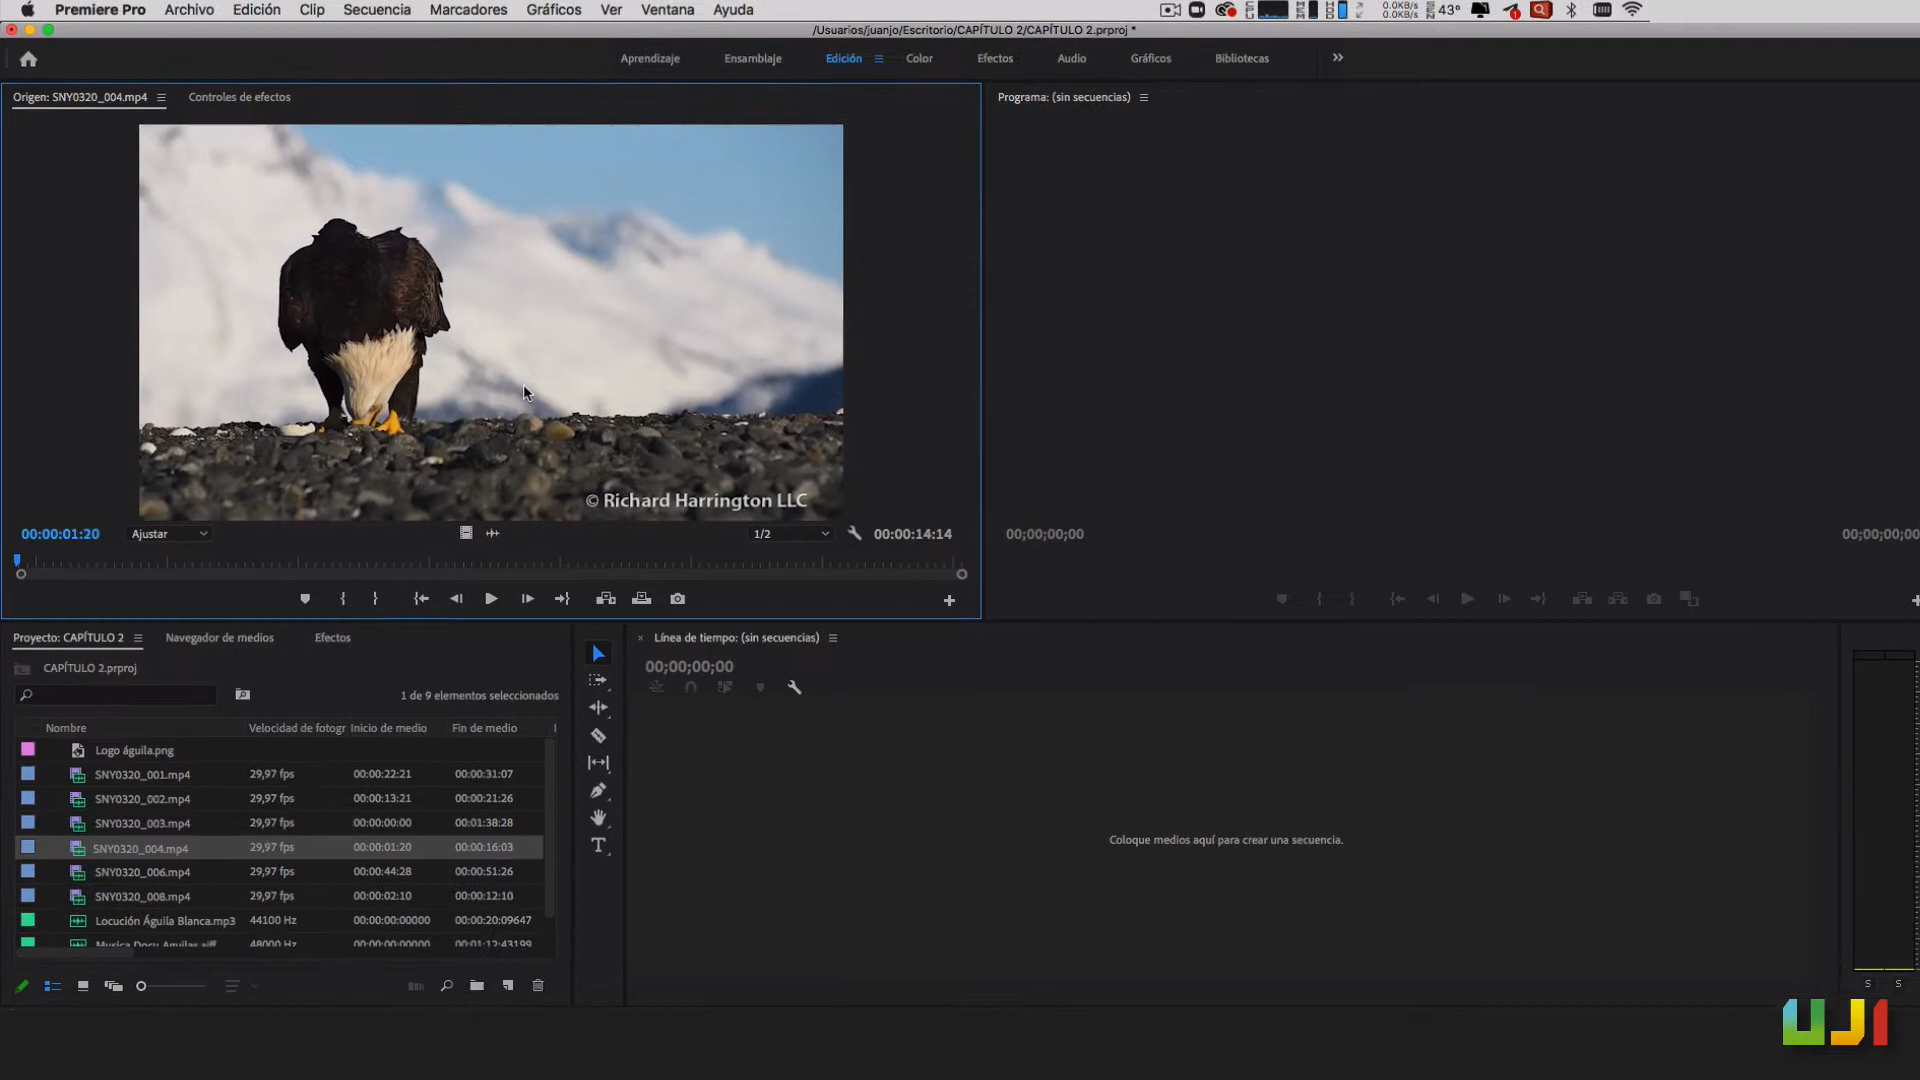 Premiere Pro Archivo Edición Clip Secuencia Marcadores Gráficos Ver Ventana Ayuda
0.0KB/s
0.0KB/s
43°
/Usuarios/juanjo/Escritorio/CAPÍTULO 2/CAPÍTULO 2.prproj *
Aprendizaje Ensamblaje Edición Color Efectos Audio Gráficos Bibliotecas
Origen: SNY0320_004.mp4 Controles de efectos
Programa: (sin secuencias)
© Richard Harrington LLC
00:00:01:20 Ajustar 1/2 00:00:14:14
00;00;00;00 00;00;00;00
Proyecto: CAPÍTULO 2 Navegador de medios Efectos
CAPÍTULO 2.prproj
1 de 9 elementos seleccionados
Nombre Velocidad de fotogr Inicio de medio Fin de medio
Logo águila.png
SNY0320_001.mp4 29,97 fps 00:00:22:21 00:00:31:07
SNY0320_002.mp4 29,97 fps 00:00:13:21 00:00:21:26
SNY0320_003.mp4 29,97 fps 00:00:00:00 00:01:38:28
SNY0320_004.mp4 29,97 fps 00:00:01:20 00:00:16:03
SNY0320_006.mp4 29,97 fps 00:00:44:28 00:00:51:26
SNY0320_008.mp4 29,97 fps 00:00:02:10 00:00:12:10
Locución Águila Blanca.mp3 44100 Hz 00:00:00:00000 00:00:20:09647
Musica Docu Aguilas.aiff 48000 Hz 00:00:00:00000 00:01:12:43199
Línea de tiempo: (sin secuencias)
00;00;00;00
Coloque medios aquí para crear una secuencia.
S S
UJI